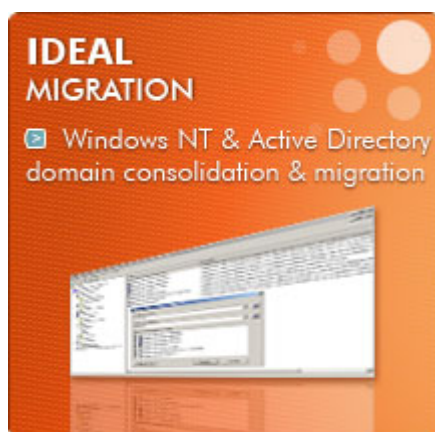 IDEAL
MIGRATION
Windows NT & Active Directory
domain consolidation & migration